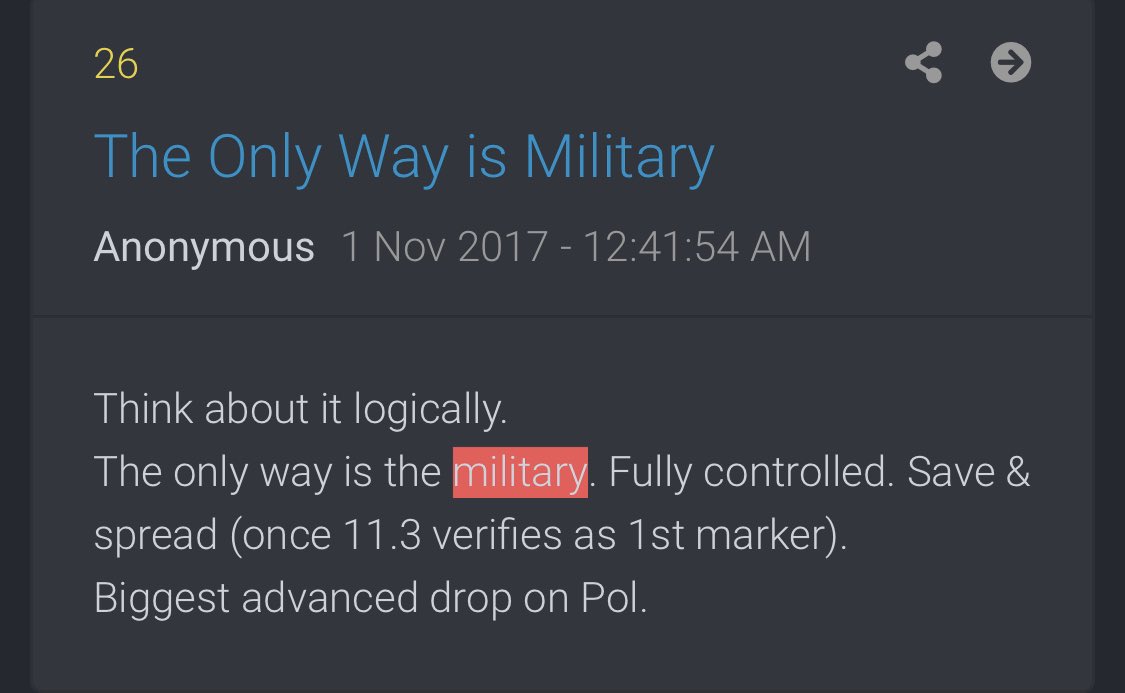 26
The Only Way is Military
Anonymous 1 Nov 2017 - 12:41:54 AM
Think about it logically.
The only way is the military. Fully controlled. Save &
spread (once 11.3 verifies as 1st marker).
Biggest advanced drop on Pol.